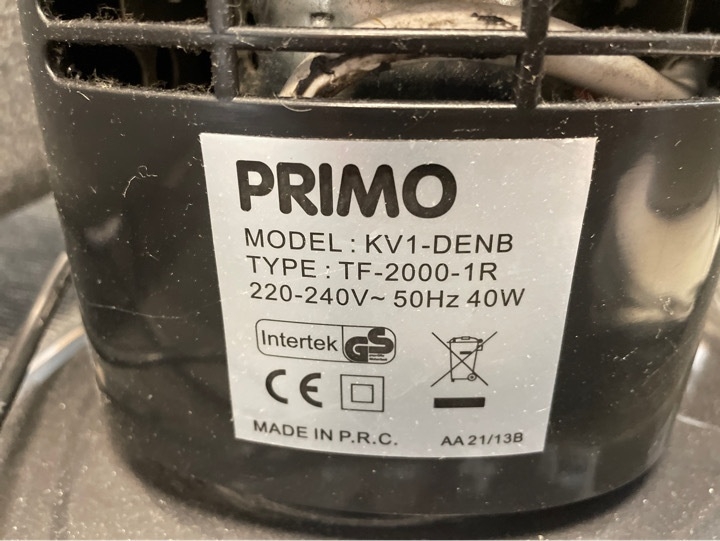 PRIMO
MODEL : KV1-DENB
TYPE : TF-2000-1R
220-240V~ 50Hz 40W
Intertek GS
CE
MADE IN P.R.C. AA 21/13B